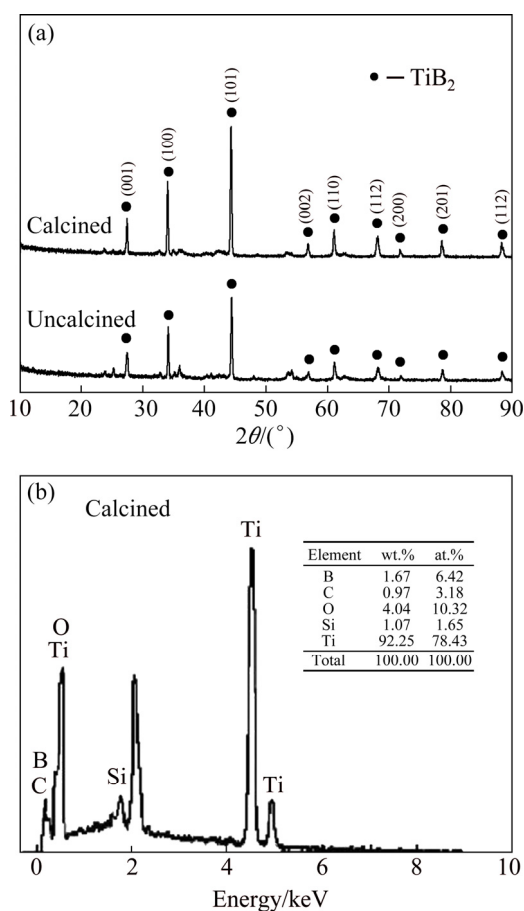 (a)
● — TiB₂
(001)
(100)
(101)
(002)
(110)
(112)
(200)
(201)
(112)
Calcined
Uncalcined
10 20 30 40 50 60 70 80 90
2θ/(°)
(b)
Calcined
Ti
O
Ti
B
C
Si
Ti
Element wt.% at.%
B 1.67 6.42
C 0.97 3.18
O 4.04 10.32
Si 1.07 1.65
Ti 92.25 78.43
Total 100.00 100.00
0 2 4 6 8 10
Energy/keV